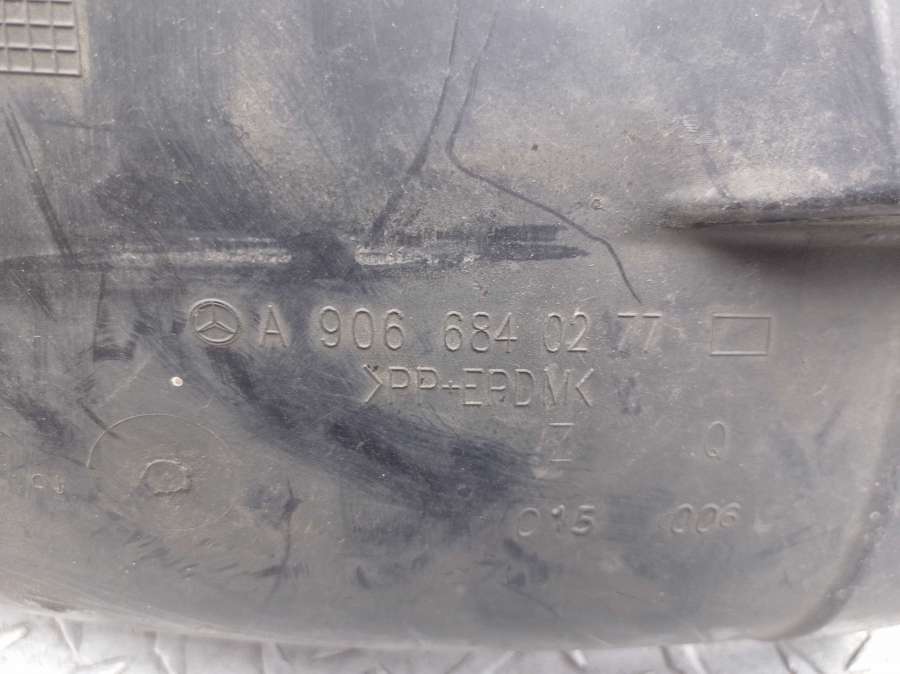 A 906 684 02 77
>PP+EPDM<
Z Q
015 006